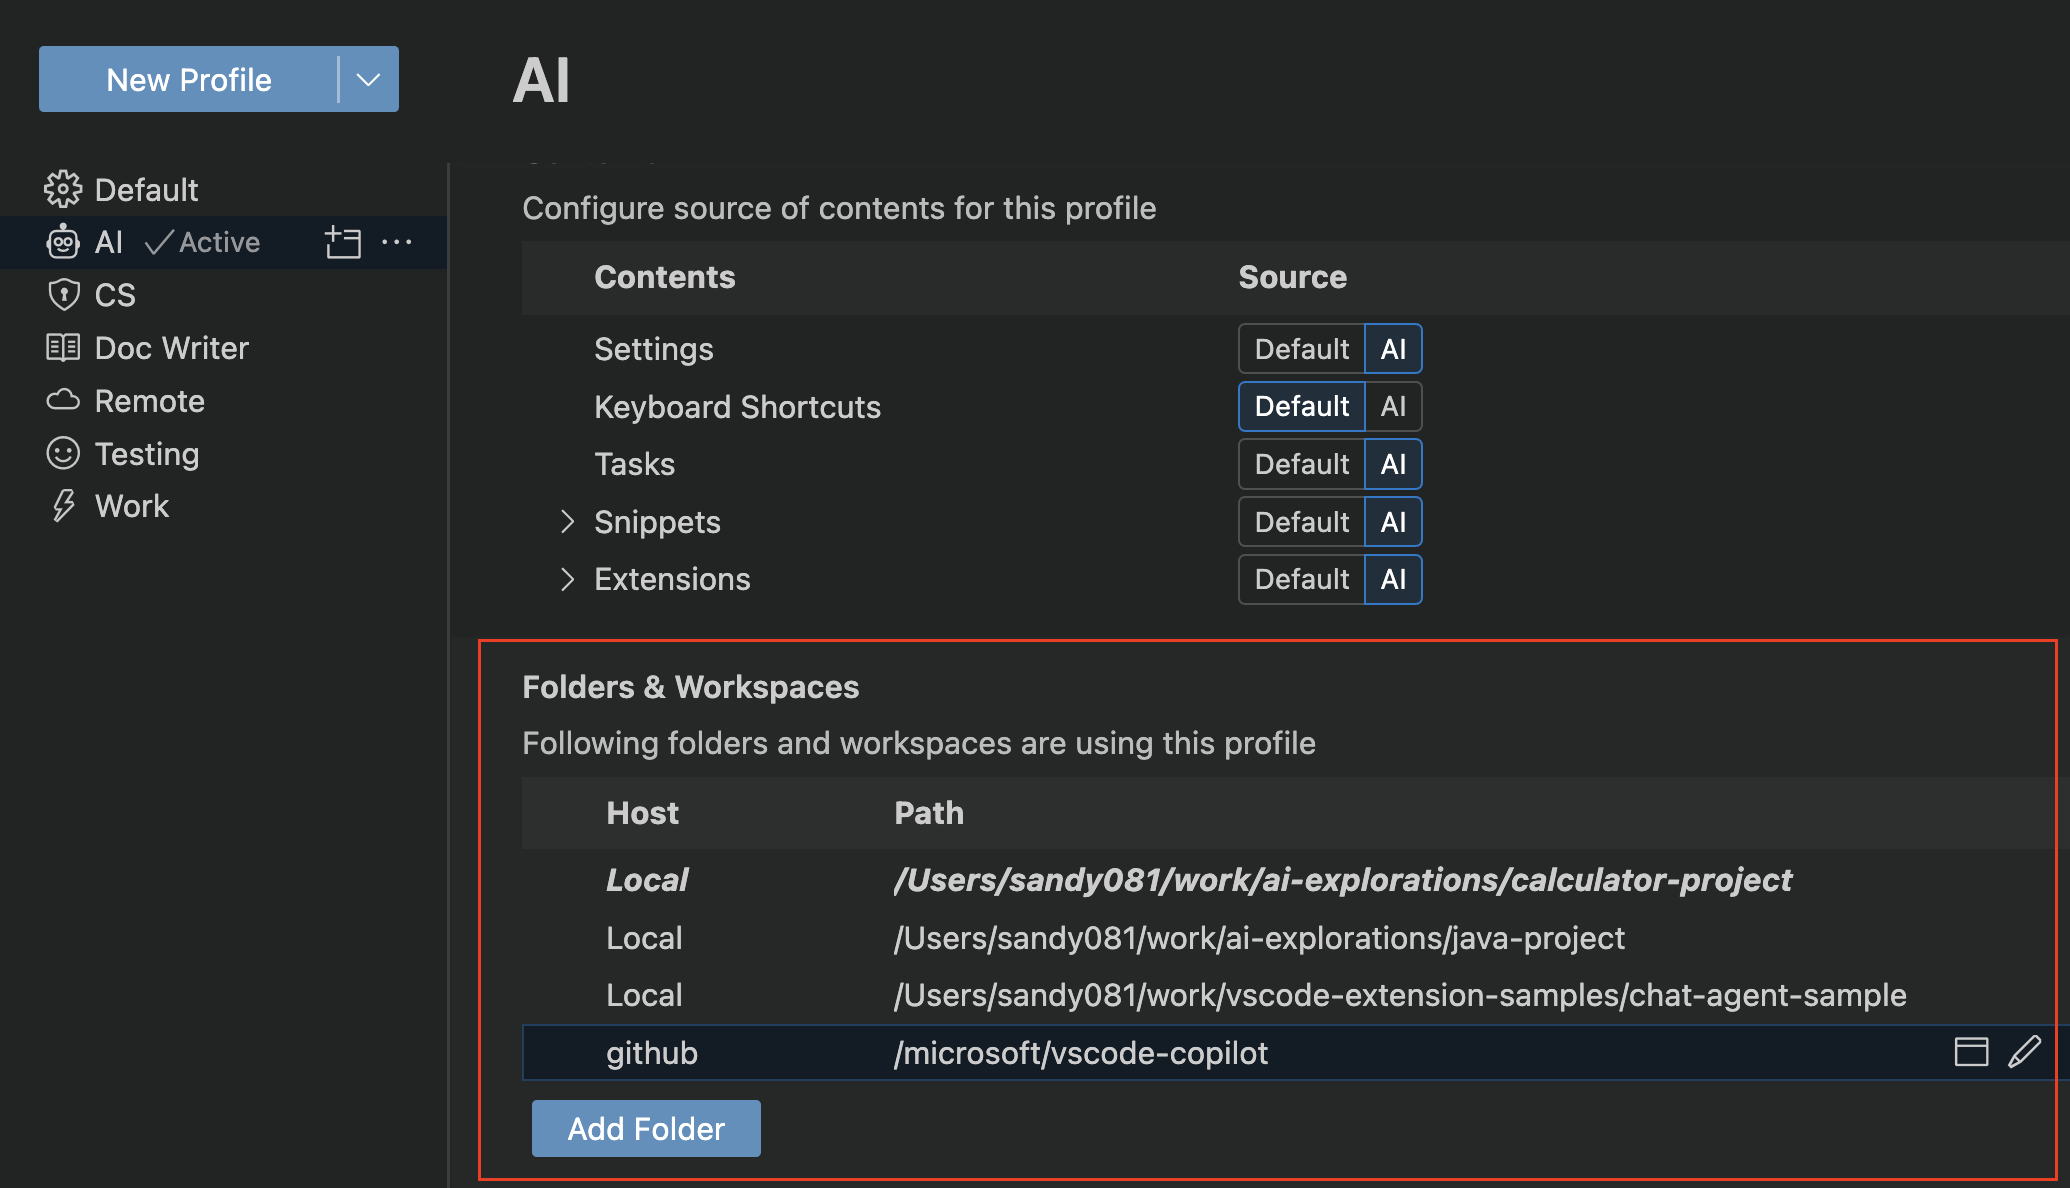 New Profile
AI
Default
AI Active
CS
Doc Writer
Remote
Testing
Work
Configure source of contents for this profile
Contents Source
Settings Default AI
Keyboard Shortcuts Default AI
Tasks Default AI
Snippets Default AI
Extensions Default AI
Folders & Workspaces
Following folders and workspaces are using this profile
Host Path
Local /Users/sandy081/work/ai-explorations/calculator-project
Local /Users/sandy081/work/ai-explorations/java-project
Local /Users/sandy081/work/vscode-extension-samples/chat-agent-sample
github /microsoft/vscode-copilot
Add Folder